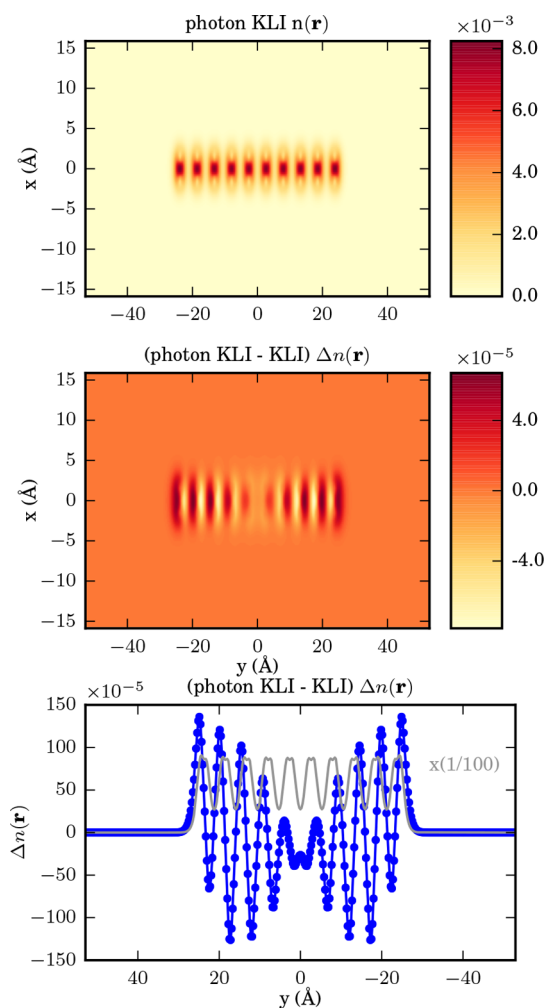 photon KLI n(r)
×10⁻³
15
10
5
0
−5
−10
−15
x (Å)
8.0
6.0
4.0
2.0
0.0
−40 −20 0 20 40
(photon KLI - KLI) Δn(r)
×10⁻⁵
15
10
5
0
−5
−10
−15
x (Å)
4.0
0.0
-4.0
−40 −20 0 20 40
y (Å)
×10⁻⁵
(photon KLI - KLI) Δn(r)
150
100
50
0
−50
−100
−150
Δn(r)
x(1/100)
40 20 0 −20 −40
y (Å)